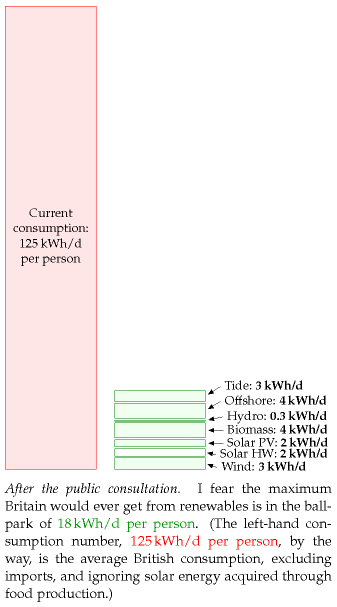 Current
consumption:
125 kWh/d
per person
Tide: 3 kWh/d
Offshore: 4 kWh/d
Hydro: 0.3 kWh/d
Biomass: 4 kWh/d
Solar PV: 2 kWh/d
Solar HW: 2 kWh/d
Wind: 3 kWh/d
After the public consultation. I fear the maximum
Britain would ever get from renewables is in the ball-
park of 18 kWh/d per person. (The left-hand con-
sumption number, 125 kWh/d per person, by the
way, is the average British consumption, excluding
imports, and ignoring solar energy acquired through
food production.)